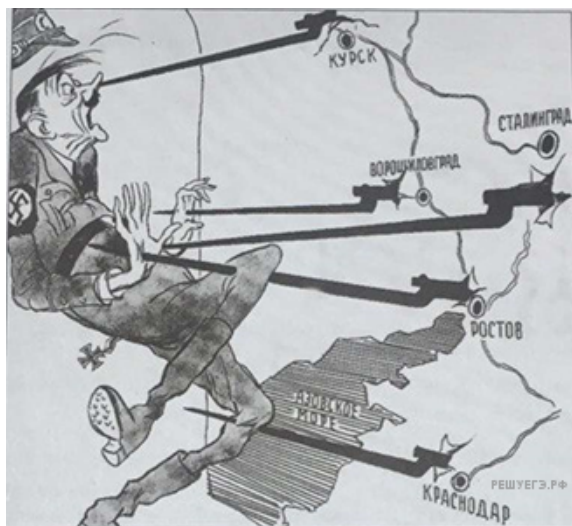 КУРСК
СТАЛИНГРАД
ВОРОШИЛОВГРАД
РОСТОВ
АЗОВСКОЕ
МОРЕ
КРАСНОДАР
РЕШУЕГЭ.РФ